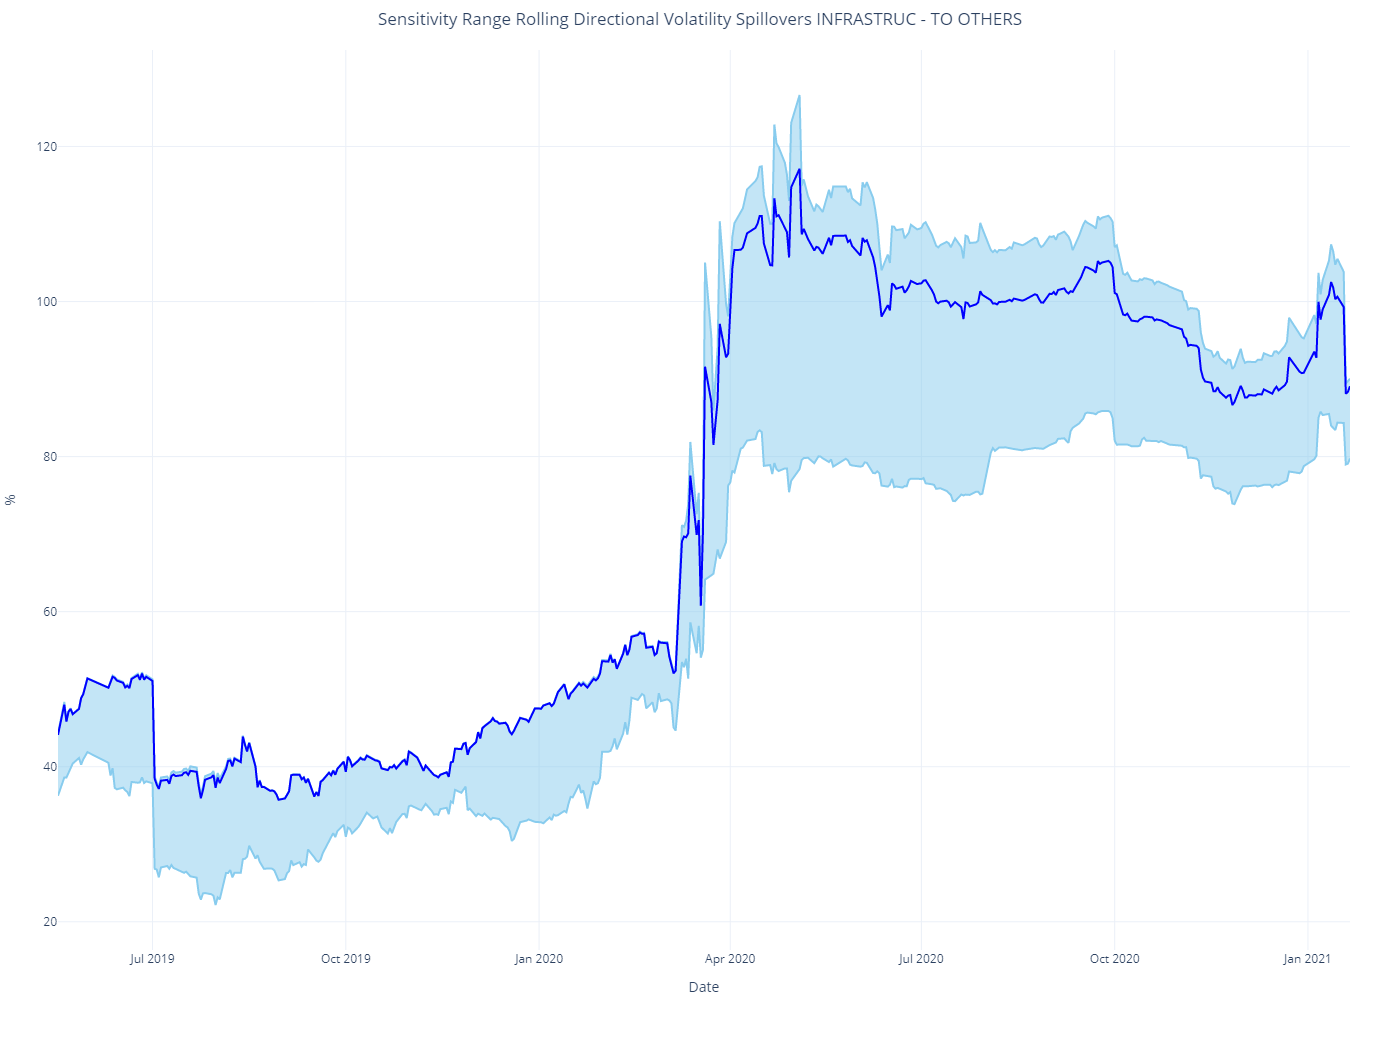 Sensitivity Range Rolling Directional Volatility Spillovers INFRASTRUC - TO OTHERS
120
100
80
60
40
20
%
Jul 2019
Oct 2019
Jan 2020
Apr 2020
Jul 2020
Oct 2020
Jan 2021
Date